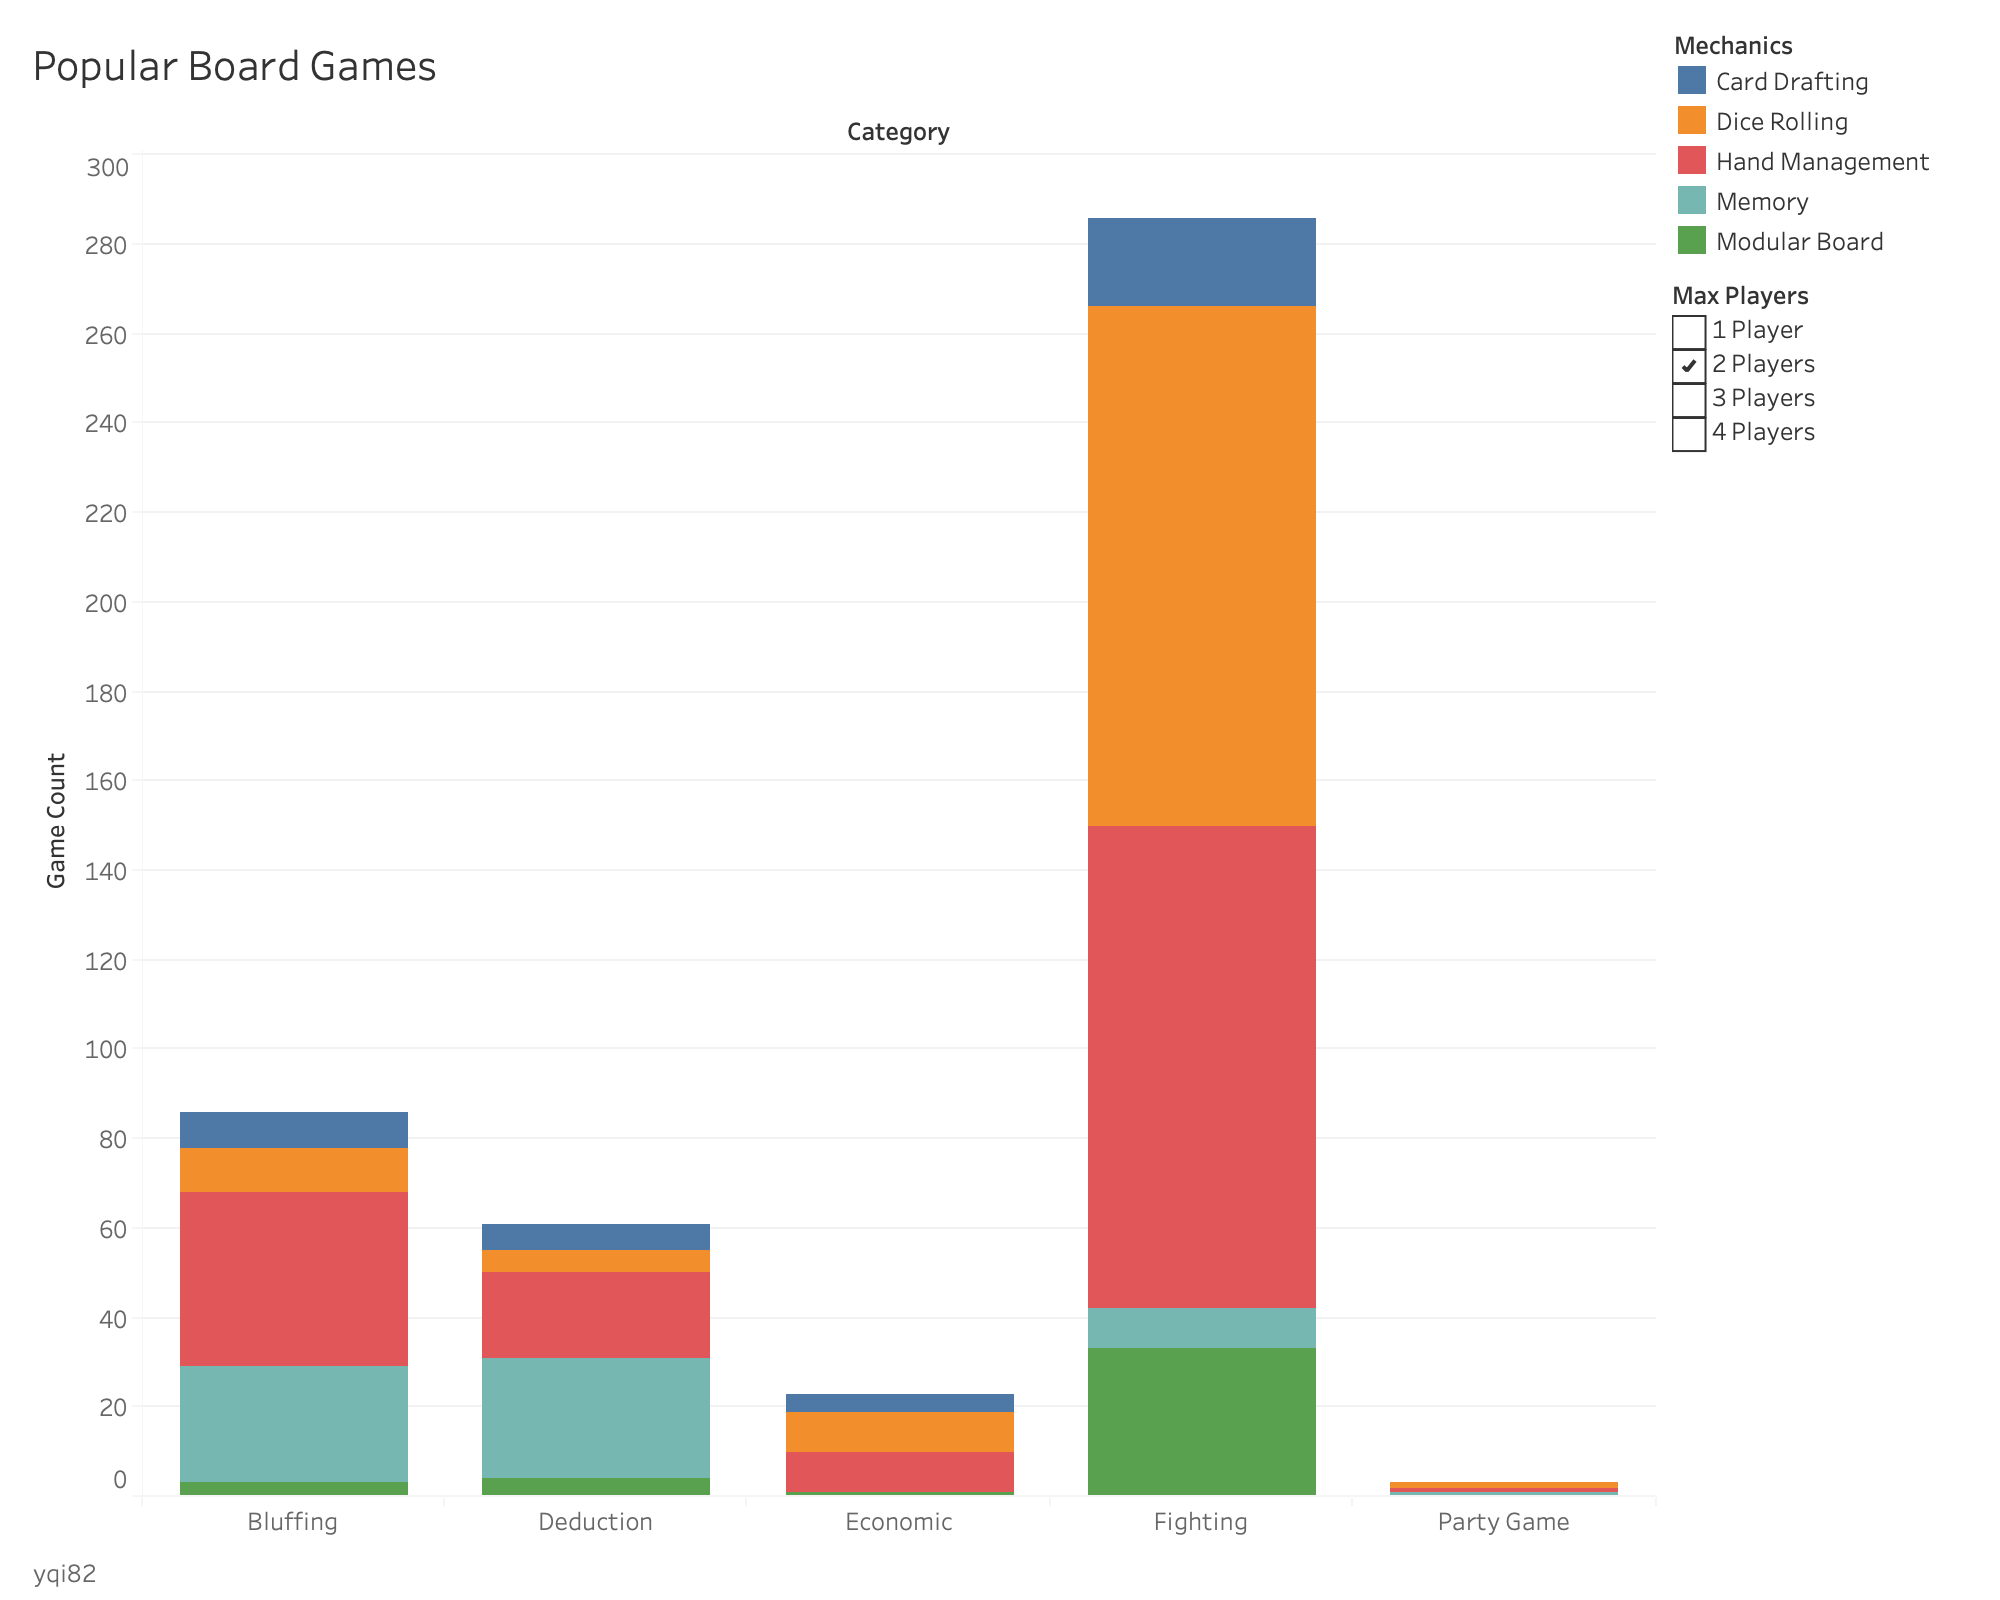 Popular Board Games
Category
300
280
260
240
220
200
180
160
140
120
100
80
60
40
20
0
Game Count
Bluffing
Deduction
Economic
Fighting
Party Game
yqi82
Mechanics
Card Drafting
Dice Rolling
Hand Management
Memory
Modular Board
Max Players
1 Player
2 Players
3 Players
4 Players